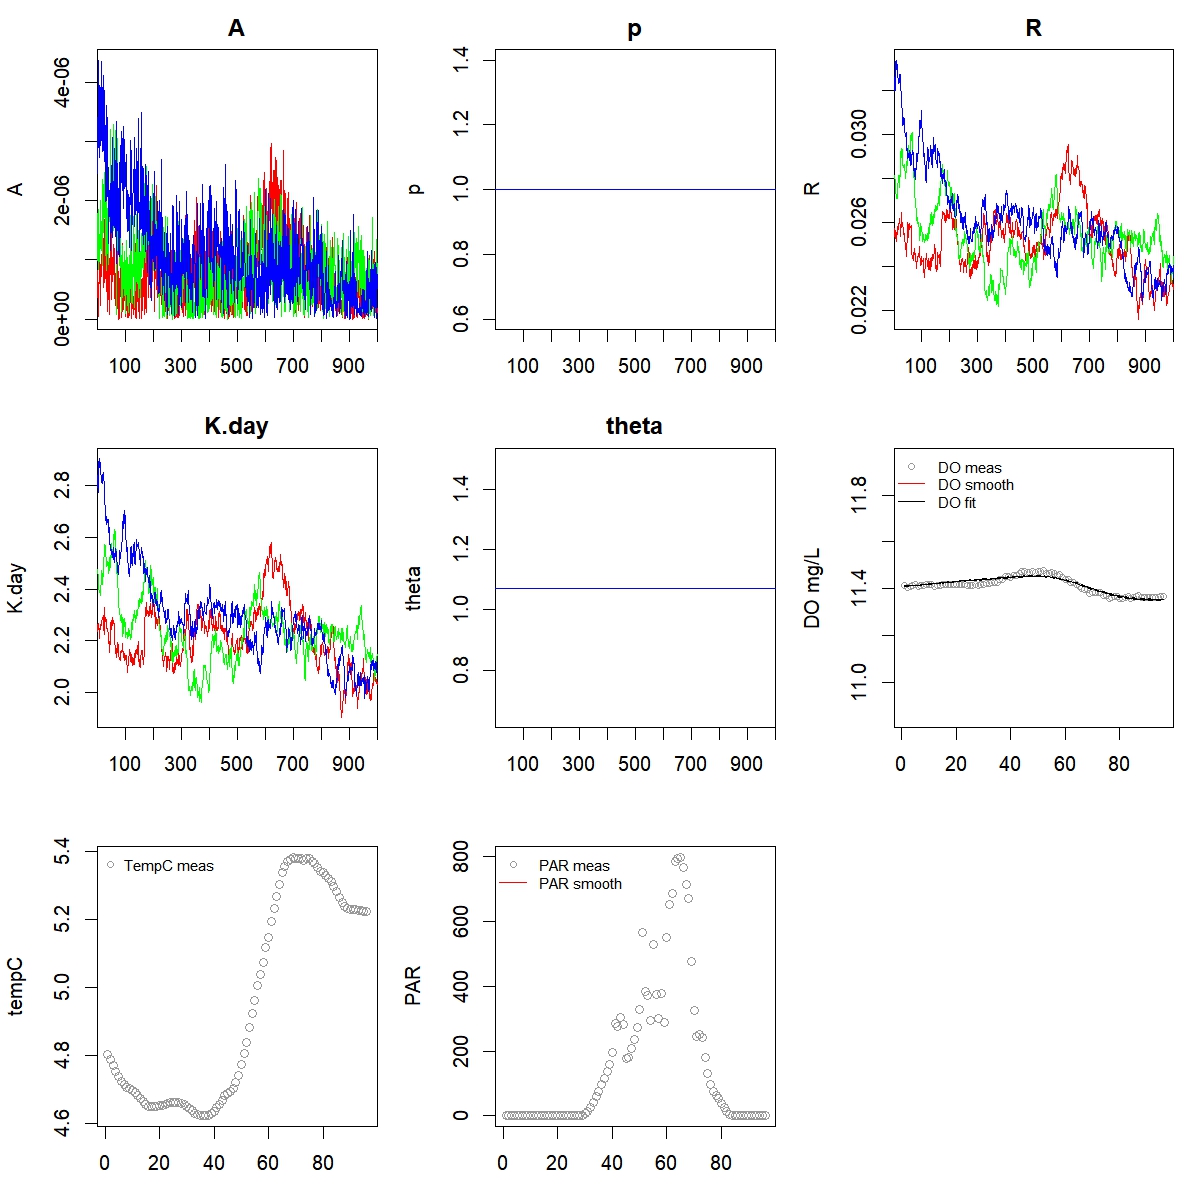 A
A
4e-06
2e-06
0e+00
100 300 500 700 900
p
p
1.4
1.2
1.0
0.8
0.6
100 300 500 700 900
R
R
0.030
0.026
0.022
100 300 500 700 900
K.day
K.day
2.8
2.6
2.4
2.2
2.0
100 300 500 700 900
theta
theta
1.4
1.2
1.0
0.8
100 300 500 700 900
DO mg/L
11.8
11.4
11.0
DO meas
DO smooth
DO fit
0 20 40 60 80
tempC
5.4
5.2
5.0
4.8
4.6
TempC meas
0 20 40 60 80
PAR
800
600
400
200
0
PAR meas
PAR smooth
0 20 40 60 80